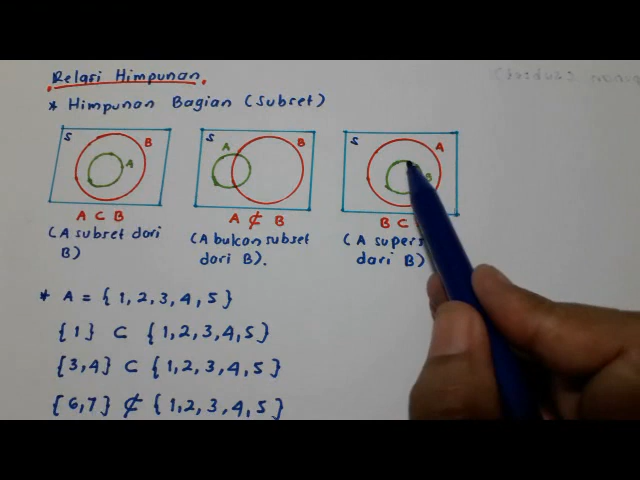 Relasi Himpunan.
* Himpunan Bagian (Subset)
S B A
S A B
S A B
A ⊂ B
A ⊄ B
B ⊂
(A subset dari
B)
(A bukan subset
dari B).
(A supers
dari B)
* A = {1,2,3,4,5}
{1} ⊂ {1,2,3,4,5}
{3,4} ⊂ {1,2,3,4,5}
{6,7} ⊄ {1,2,3,4,5}